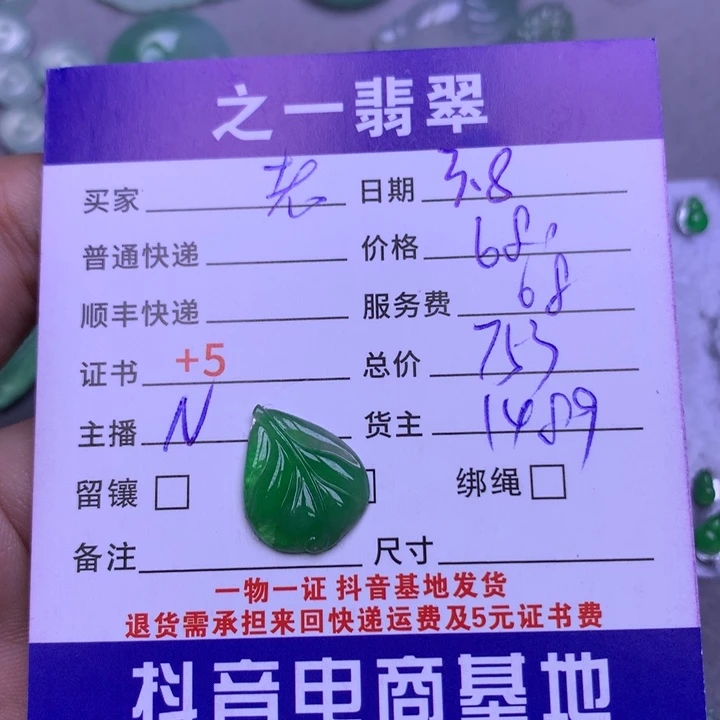 之一翡翠
买家 老 日期 3.8
普通快递 价格 68.
顺丰快递 服务费 68
证书 +5 总价 753
主播 N 货主 1489
留镶 绑绳
备注 尺寸
一物一证 抖音基地发货
退货需承担来回快递运费及5元证书费
抖音电商基地